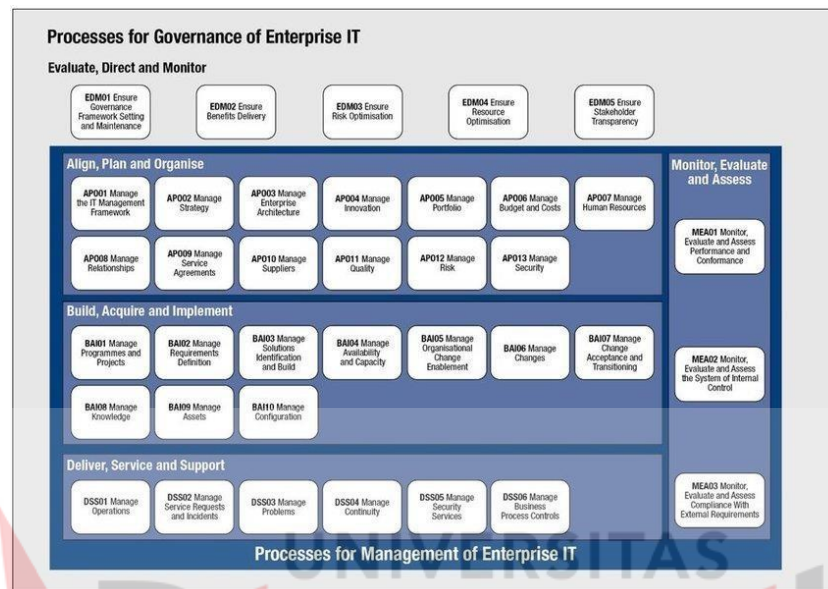 Processes for Governance of Enterprise IT
Evaluate, Direct and Monitor
EDM01 Ensure
Governance
Framework Setting
and Maintenance
EDM02 Ensure
Benefits Delivery
EDM03 Ensure
Risk Optimisation
EDM04 Ensure
Resource
Optimisation
EDM05 Ensure
Stakeholder
Transparency
Align, Plan and Organise
APO01 Manage
the IT Management
Framework
APO02 Manage
Strategy
APO03 Manage
Enterprise
Architecture
APO04 Manage
Innovation
APO05 Manage
Portfolio
APO06 Manage
Budget and Costs
APO07 Manage
Human Resources
APO08 Manage
Relationships
APO09 Manage
Service
Agreements
APO10 Manage
Suppliers
APO11 Manage
Quality
APO12 Manage
Risk
APO13 Manage
Security
Build, Acquire and Implement
BAI01 Manage
Programmes and
Projects
BAI02 Manage
Requirements
Definition
BAI03 Manage
Solutions
Identification
and Build
BAI04 Manage
Availability
and Capacity
BAI05 Manage
Organisational
Change
Enablement
BAI06 Manage
Changes
BAI07 Manage
Change
Acceptance and
Transitioning
BAI08 Manage
Knowledge
BAI09 Manage
Assets
BAI10 Manage
Configuration
Deliver, Service and Support
DSS01 Manage
Operations
DSS02 Manage
Service Requests
and Incidents
DSS03 Manage
Problems
DSS04 Manage
Continuity
DSS05 Manage
Security
Services
DSS06 Manage
Business
Process Controls
Monitor, Evaluate
and Assess
MEA01 Monitor,
Evaluate and Assess
Performance and
Conformance
MEA02 Monitor,
Evaluate and Assess
the System of Internal
Control
MEA03 Monitor,
Evaluate and Assess
Compliance With
External Requirements
Processes for Management of Enterprise IT
UNIVERSITAS